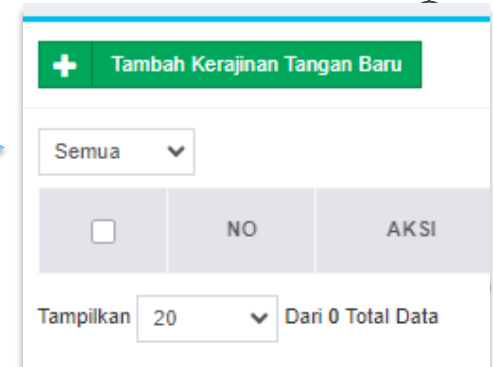 Tambah Kerajinan Tangan Baru
Semua
NO AKSI
Tampilkan 20 Dari 0 Total Data